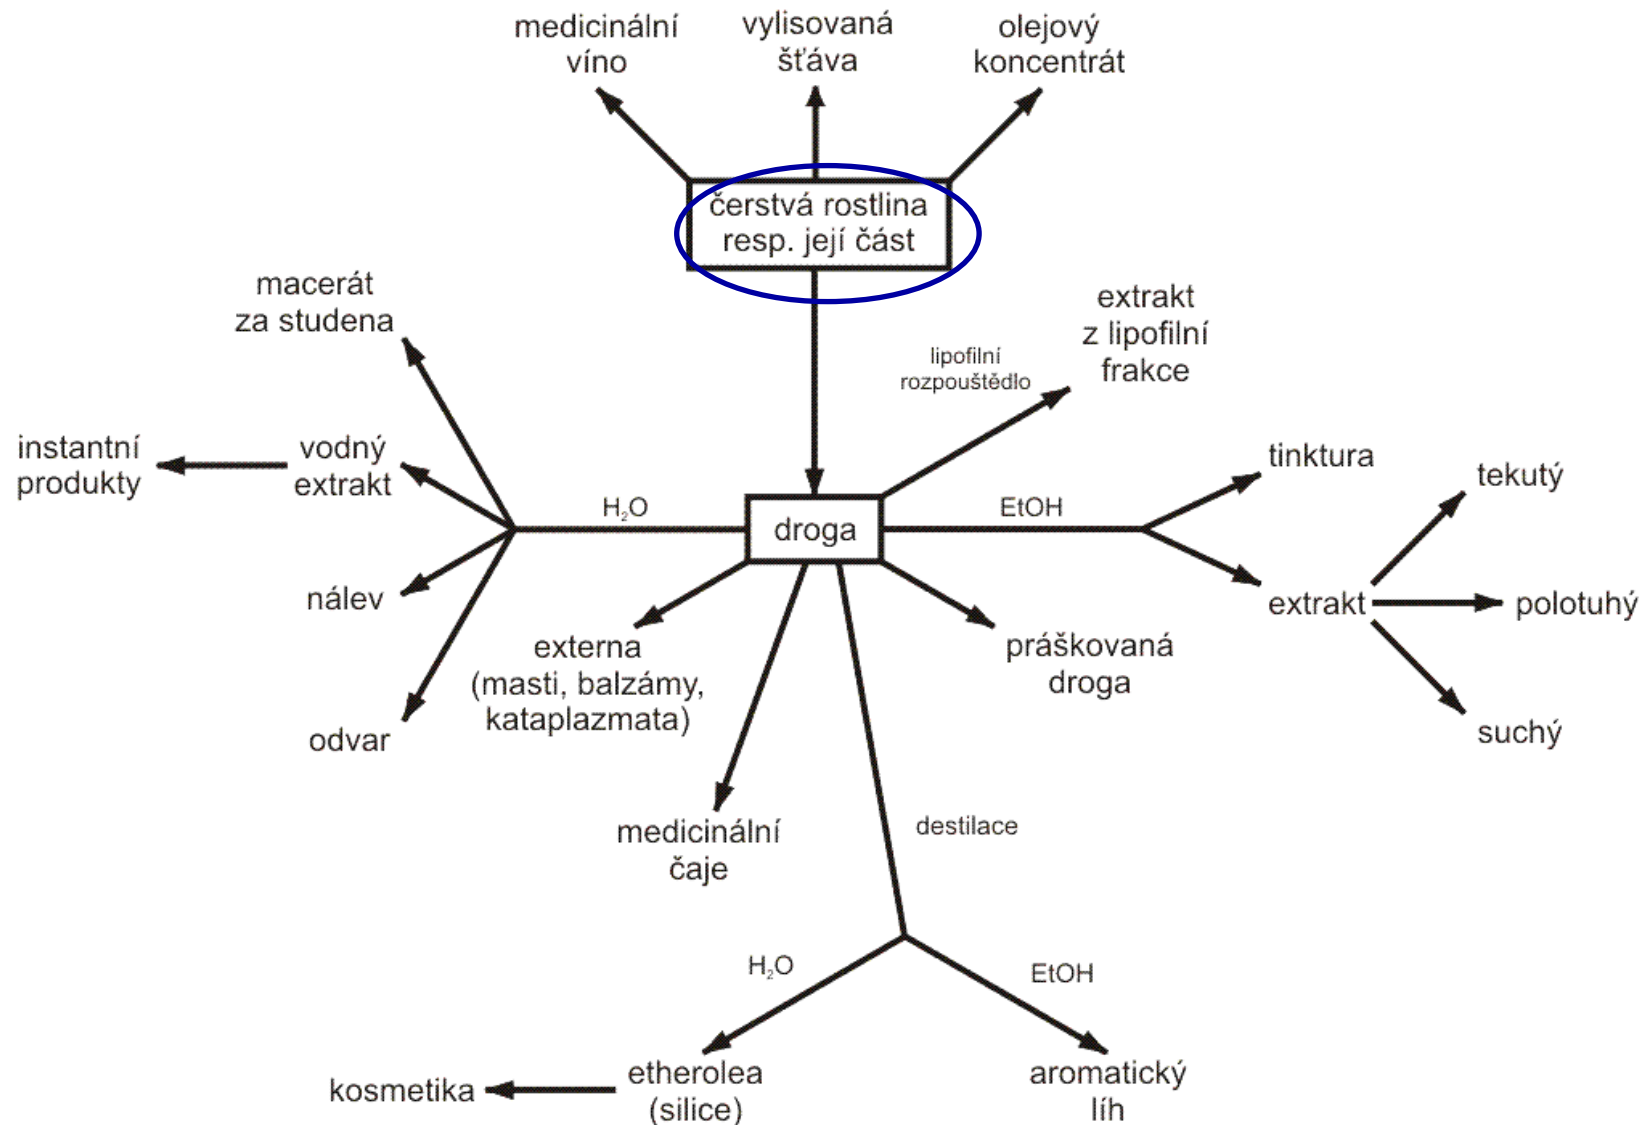 medicinální
víno
vylisovaná
šťáva
olejový
koncentrát
čerstvá rostlina
resp. její část
macerát
za studena
extrakt
z lipofilní
frakce
lipofilní
rozpouštědlo
instantní
produkty
vodný
extrakt
H₂O
droga
EtOH
tinktura
tekutý
nálev
extrakt
polotuhý
externa
(masti, balzámy,
kataplazmata)
práškovaná
droga
odvar
suchý
medicinální
čaje
destilace
H₂O
EtOH
kosmetika
etherolea
(silice)
aromatický
líh